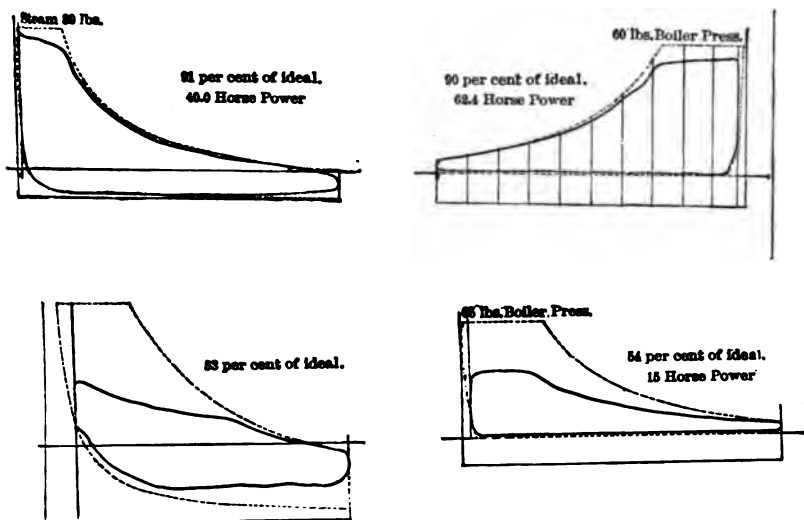 Steam lbs.
91 per cent of ideal.
40.0 Horse Power
60 lbs. Boiler Press.
90 per cent of ideal.
62.4 Horse Power
per cent of ideal.
65 lbs. Boiler Press.
54 per cent of ideal.
15 Horse Power